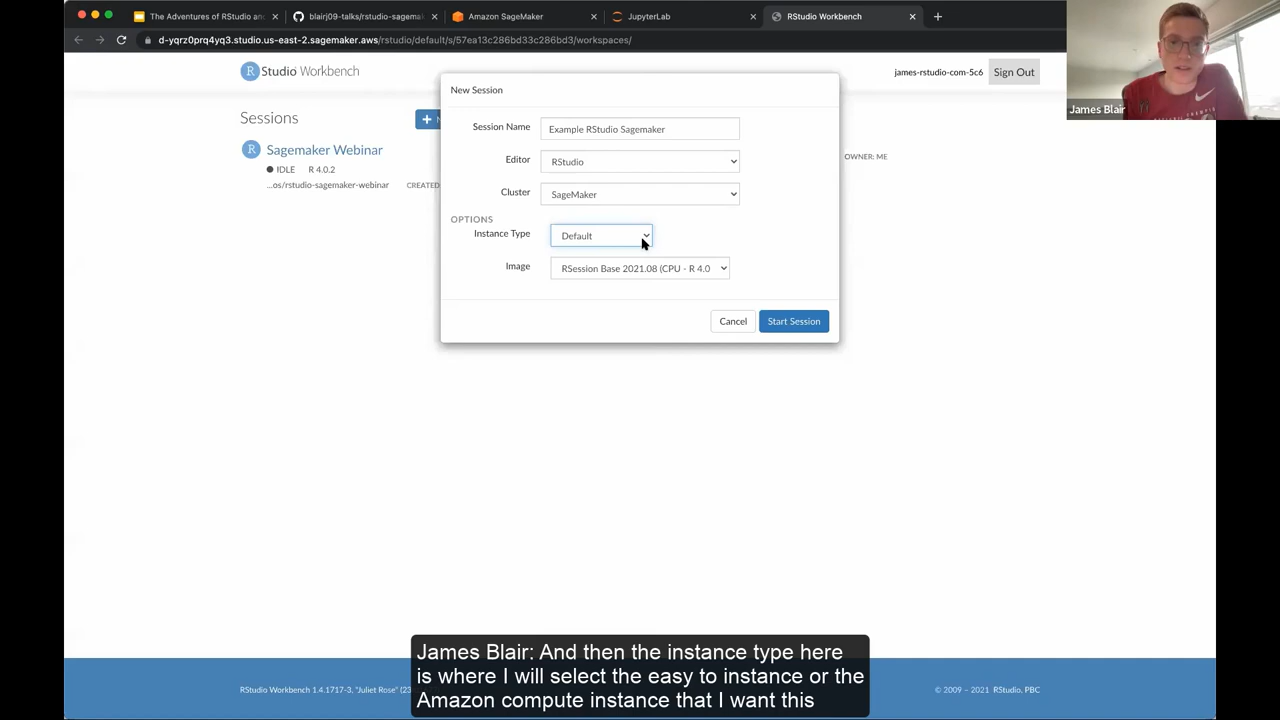 The Adventures of RStudio an
blairj09-talks/rstudio-sagemak
Amazon SageMaker
JupyterLab
RStudio Workbench
d-yqrz0prq4yq3.studio.us-east-2.sagemaker.aws/rstudio/default/s/57ea13c286bd33c286bd3/workspaces/
R Studio Workbench
james-rstudio-com-5c6
Sign Out
James Blair
Sessions
R Sagemaker Webinar
IDLE R 4.0.2
...os/rstudio-sagemaker-webinar
CREATED
OWNER: ME
New Session
Session Name
Example RStudio Sagemaker
Editor
RStudio
Cluster
SageMaker
OPTIONS
Instance Type
Default
Image
RSession Base 2021.08 (CPU - R 4.0
Cancel
Start Session
James Blair: And then the instance type here
is where I will select the easy to instance or the
Amazon compute instance that I want this
RStudio Workbench 1.4.1717-3, "Juliet Rose" (23
© 2009 – 2021 RStudio, PBC